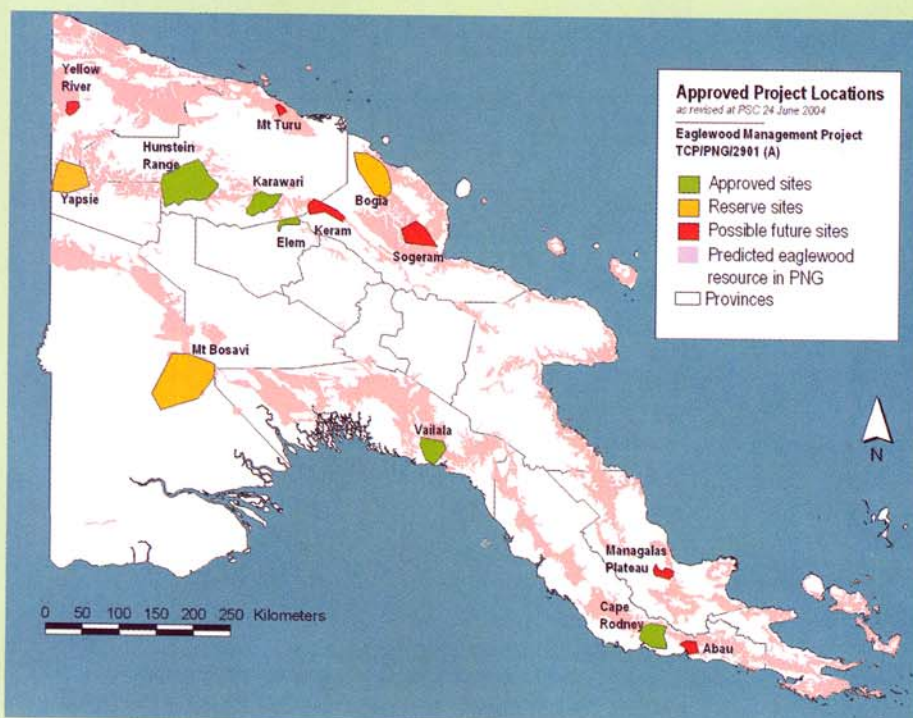 Yellow
River
Mt Turu
Hunstein
Range
Karawari
Yapsie
Bogia
Elem
Keram
Sogeram
Mt Bosavi
Vailala
Managalas
Plateau
Cape
Rodney
Abau
Approved Project Locations
as revised at PSC 24 June 2004
Eaglewood Management Project
TCP/PNG/2901 (A)
Approved sites
Reserve sites
Possible future sites
Predicted eaglewood
resource in PNG
Provinces
N
0 50 100 150 200 250 Kilometers